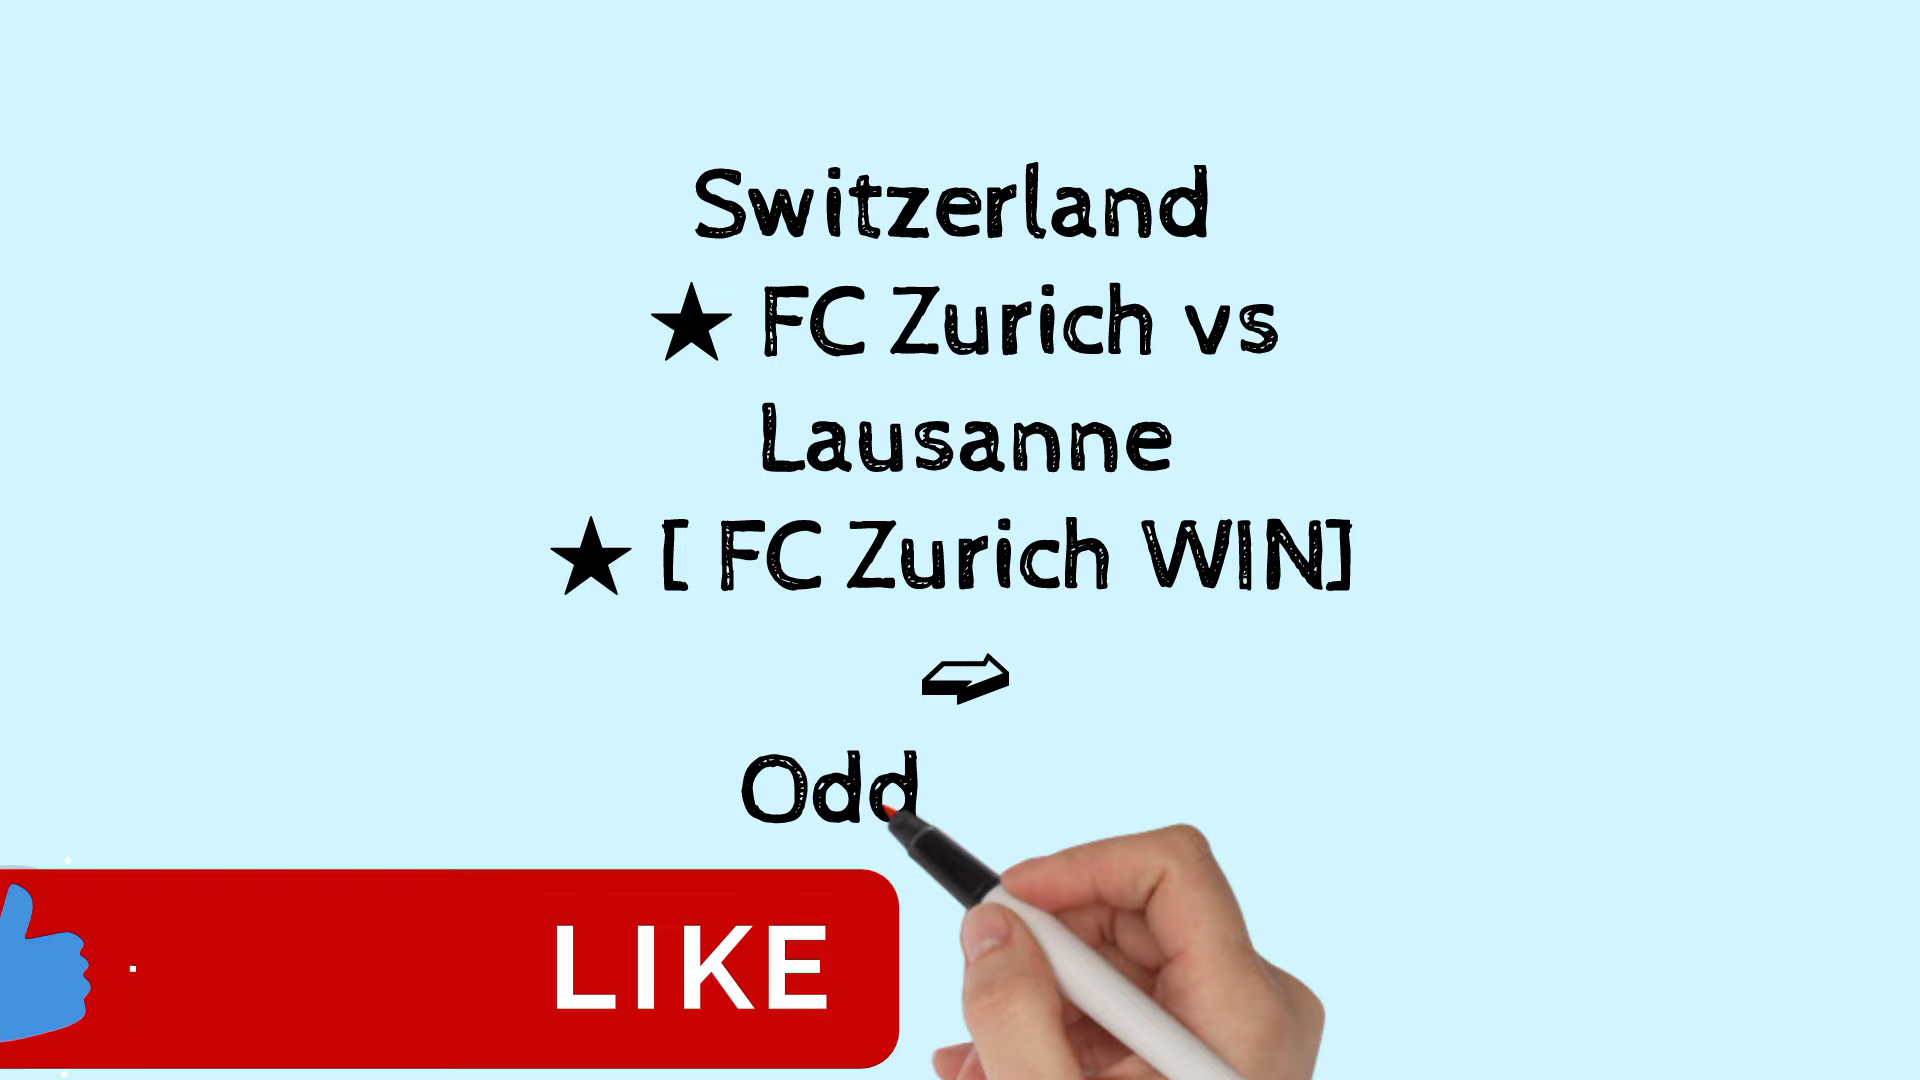 Switzerland
★ FC Zurich vs
Lausanne
★ [ FC Zurich WIN]
➫
Odd
LIKE